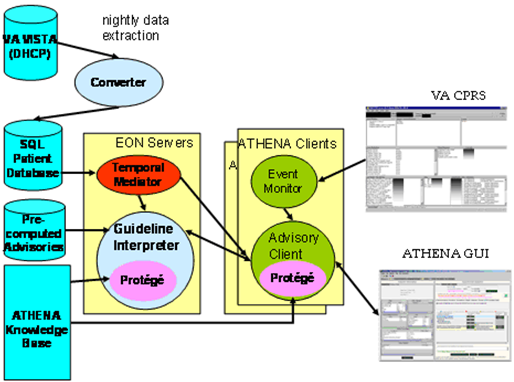 nightly data
extraction
VA VISTA
(DHCP)
Converter
VA CPRS
SQL
Patient
Database
EON Servers
Temporal
Mediator
ATHENA Clients
A
Event
Monitor
Pre-
computed
Advisories
Guideline
Interpreter
Protégé
Advisory
Client
Protégé
ATHENA GUI
ATHENA
Knowledge
Base